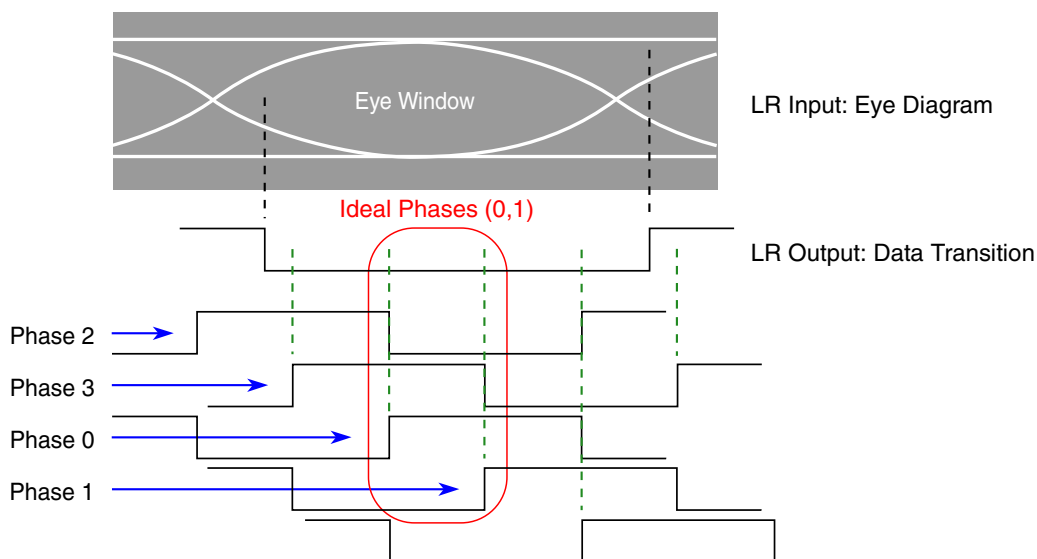 Eye Window
LR Input: Eye Diagram
Ideal Phases (0,1)
LR Output: Data Transition
Phase 2
Phase 3
Phase 0
Phase 1